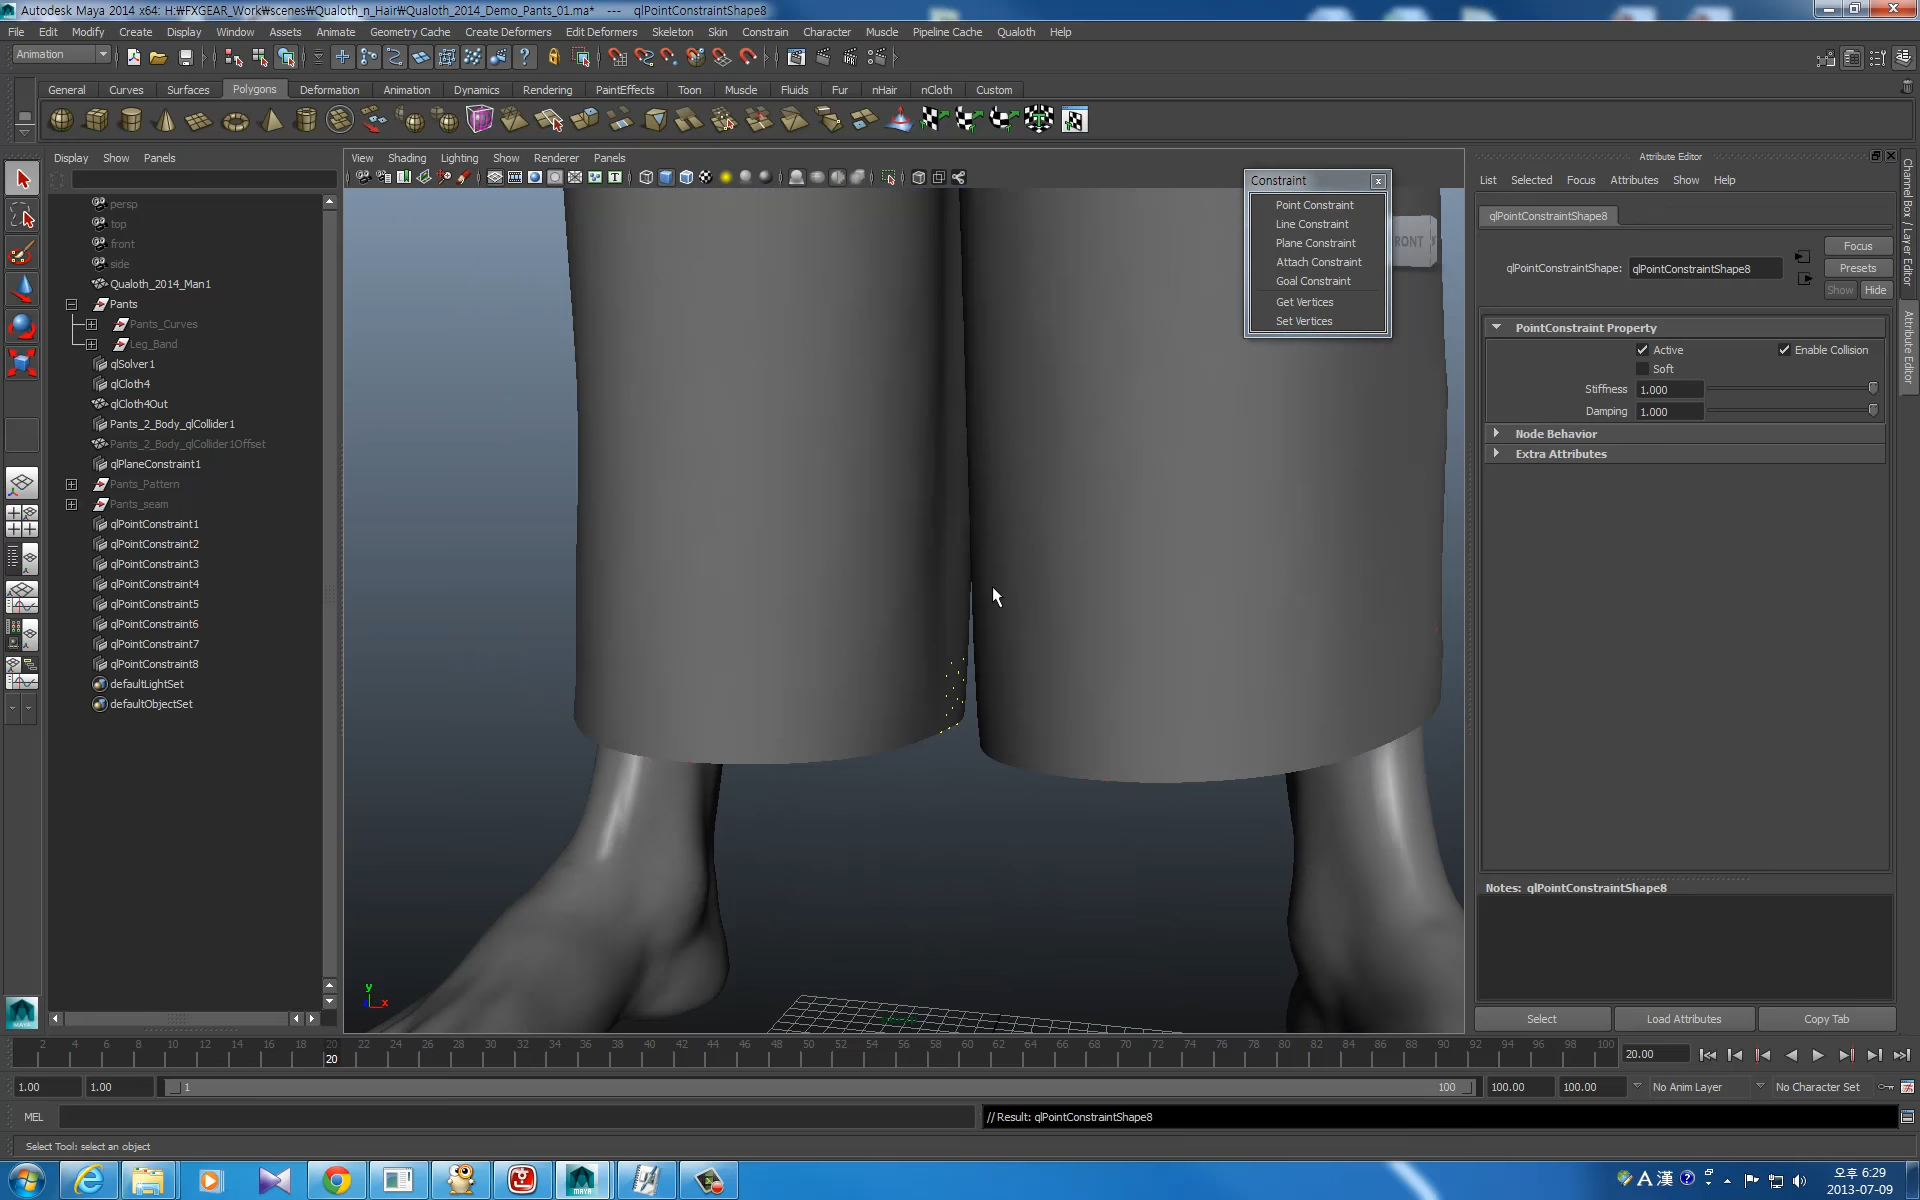 Autodesk Maya 2014 x64: H:₩FXGEAR_Work₩scenes₩Qualoth_n_Hair₩Qualoth_2014_Demo_Pants_01.ma* --- qlPointConstraintShape8
File Edit Modify Create Display Window Assets Animate Geometry Cache Create Deformers Edit Deformers Skeleton Skin Constrain Character Muscle Pipeline Cache Qualoth Help
Animation
General Curves Surfaces Polygons Deformation Animation Dynamics Rendering PaintEffects Toon Muscle Fluids Fur nHair nCloth Custom
Display Show Panels
View Shading Lighting Show Renderer Panels
persp
top
front
side
Qualoth_2014_Man1
Pants
Pants_Curves
Leg_Band
qlSolver1
qlCloth4
qlCloth4Out
Pants_2_Body_qlCollider1
Pants_2_Body_qlCollider1Offset
qlPlaneConstraint1
Pants_Pattern
Pants_seam
qlPointConstraint1
qlPointConstraint2
qlPointConstraint3
qlPointConstraint4
qlPointConstraint5
qlPointConstraint6
qlPointConstraint7
qlPointConstraint8
defaultLightSet
defaultObjectSet
Constraint
Point Constraint
Line Constraint
Plane Constraint
Attach Constraint
Goal Constraint
Get Vertices
Set Vertices
RONT
y
x
Attribute Editor
List Selected Focus Attributes Show Help
qlPointConstraintShape8
qlPointConstraintShape: qlPointConstraintShape8
Focus
Presets
Show Hide
PointConstraint Property
Active Enable Collision
Soft
Stiffness 1.000
Damping 1.000
Node Behavior
Extra Attributes
Notes: qlPointConstraintShape8
Select Load Attributes Copy Tab
Channel Box / Layer Editor
Attribute Editor
2 4 6 8 10 12 14 16 18 20 22 24 26 28 30 32 34 36 38 40 42 44 46 48 50 52 54 56 58 60 62 64 66 68 70 72 74 76 78 80 82 84 86 88 90 92 94 96 98 100
20
20.00
1.00 1.00 1 100 100.00 100.00 No Anim Layer No Character Set
MEL
// Result: qlPointConstraintShape8
Select Tool: select an object
MAYA
A 漢
오후 6:29
2013-07-09